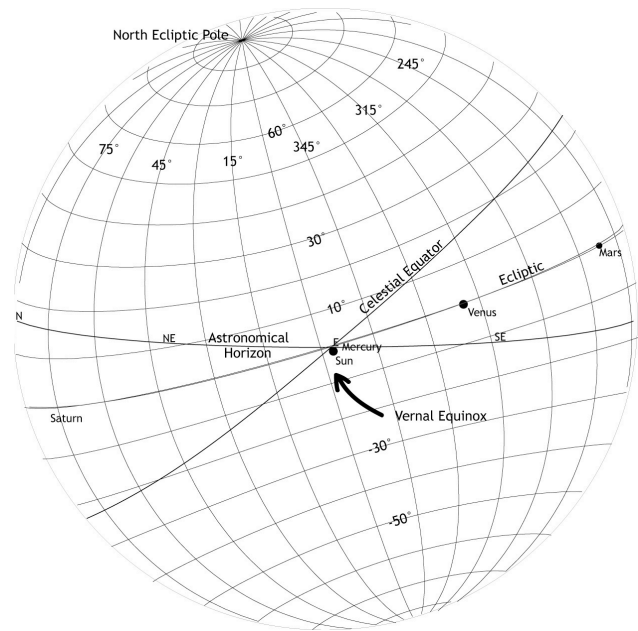 North Ecliptic Pole
245°
315°
60°
75°
345°
45°
15°
30°
Celestial Equator
Mars
Ecliptic
10°
Venus
N
NE
Astronomical
Horizon
E
Mercury
SE
Sun
Saturn
Vernal Equinox
-30°
-50°